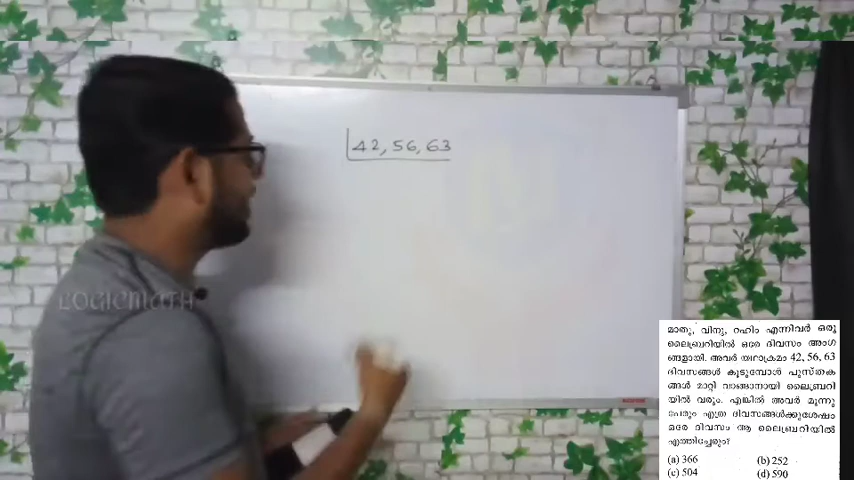 42, 56, 63
LOGICMATH
മാതു, വിനു, റഹിം എന്നിവർ ഒരു
ലൈബ്രറിയിൽ ഒരേ ദിവസം അംഗ
ങ്ങളായി. അവർ യഥാക്രമം 42, 56, 63
ദിവസങ്ങൾ കൂടുമ്പോൾ പുസ്തക
ങ്ങൾ മാറ്റി വാങ്ങാനായി ലൈബ്രറി
യിൽ വരും. എങ്കിൽ അവർ മൂന്നു
പേരും എത്ര ദിവസങ്ങൾക്കുശേഷം
ഒരേ ദിവസം ആ ലൈബ്രറിയിൽ
എത്തിച്ചേരും?
(a) 366 (b) 252
(c) 504 (d) 590